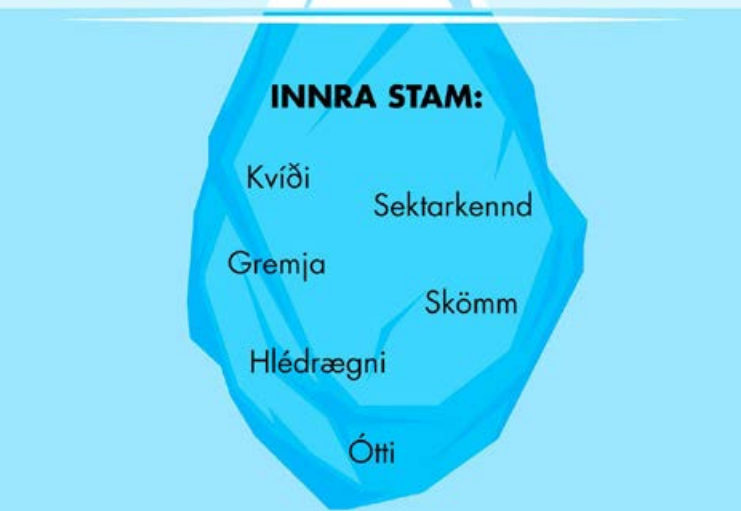 INNRA STAM:
Kvíði
Sektarkennd
Gremja
Skömm
Hlédrægni
Ótti